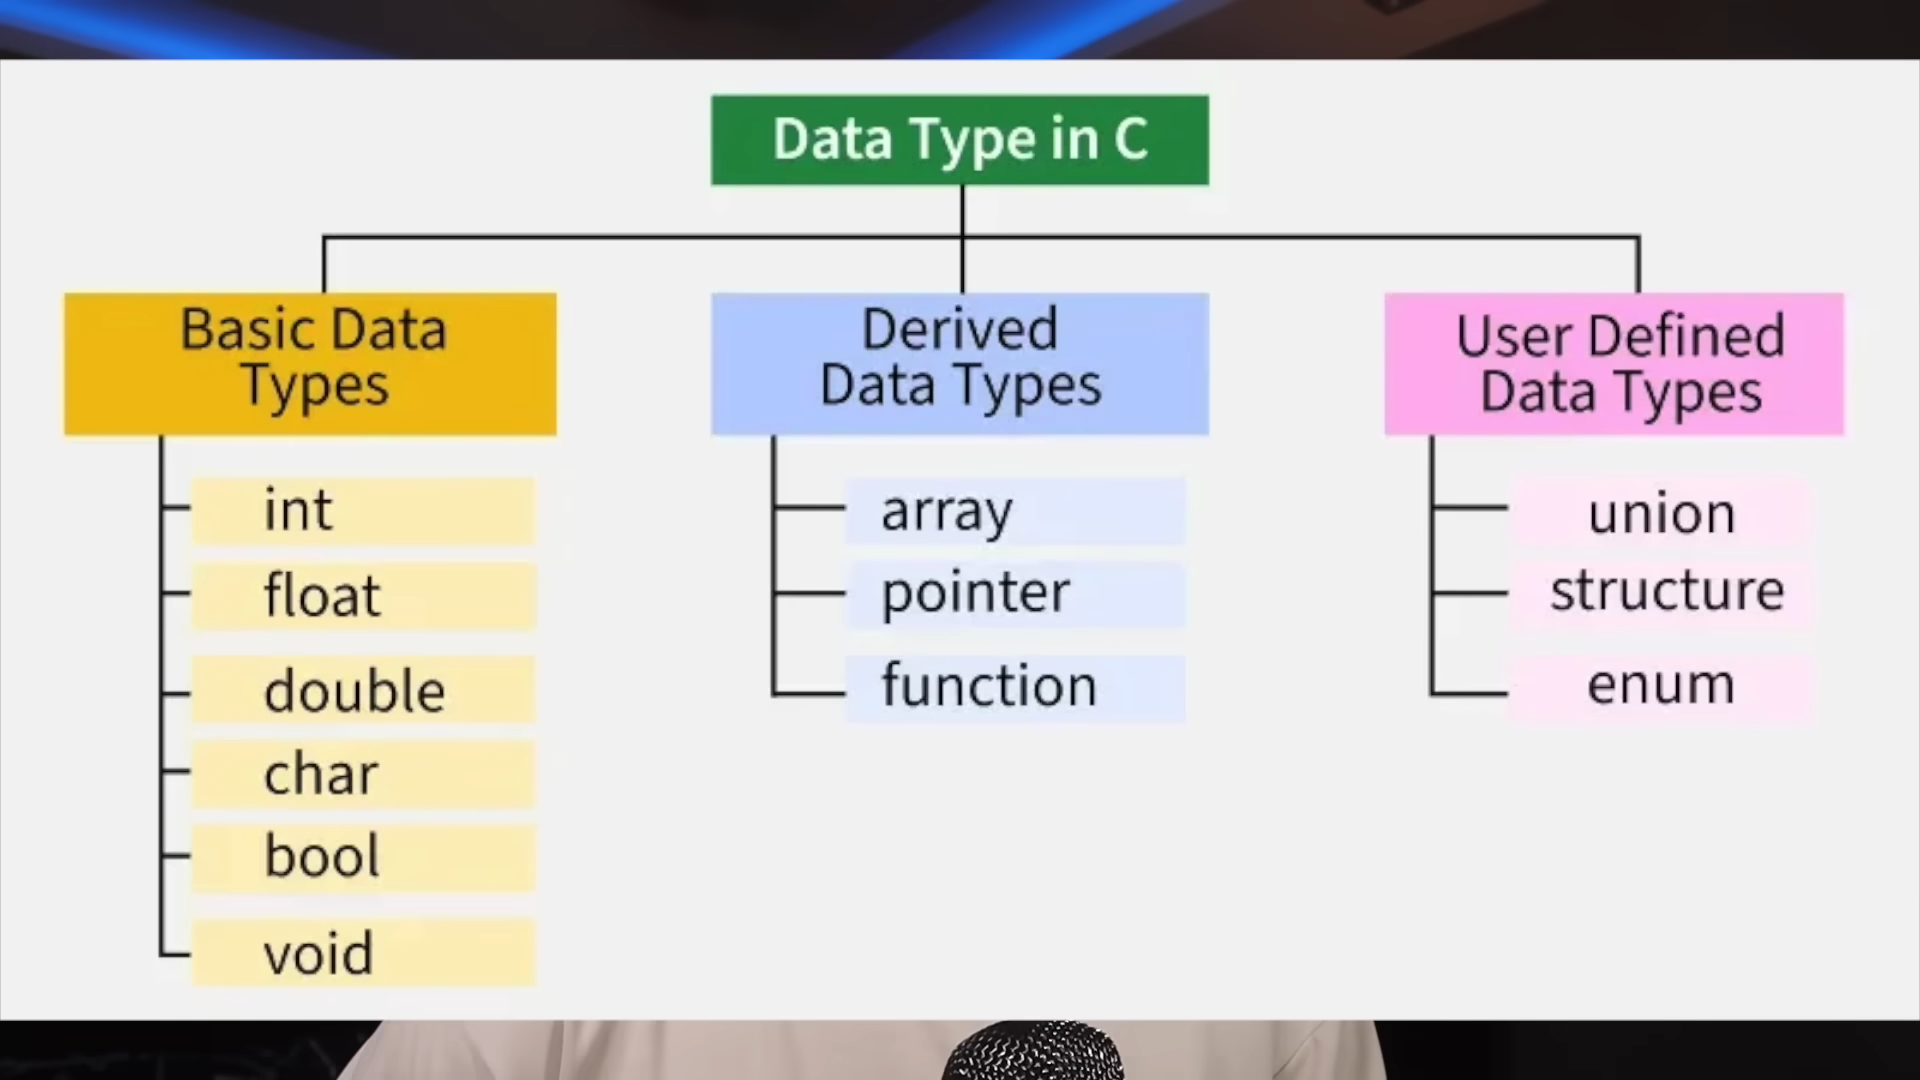 Data Type in C
Basic Data
Types
int
float
double
char
bool
void
Derived
Data Types
array
pointer
function
User Defined
Data Types
union
structure
enum